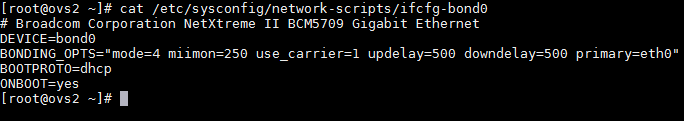 [root@ovs2 ~]# cat /etc/sysconfig/network-scripts/ifcfg-bond0
# Broadcom Corporation NetXtreme II BCM5709 Gigabit Ethernet
DEVICE=bond0
BONDING_OPTS="mode=4 miimon=250 use_carrier=1 updelay=500 downdelay=500 primary=eth0"
BOOTPROTO=dhcp
ONBOOT=yes
[root@ovs2 ~]#